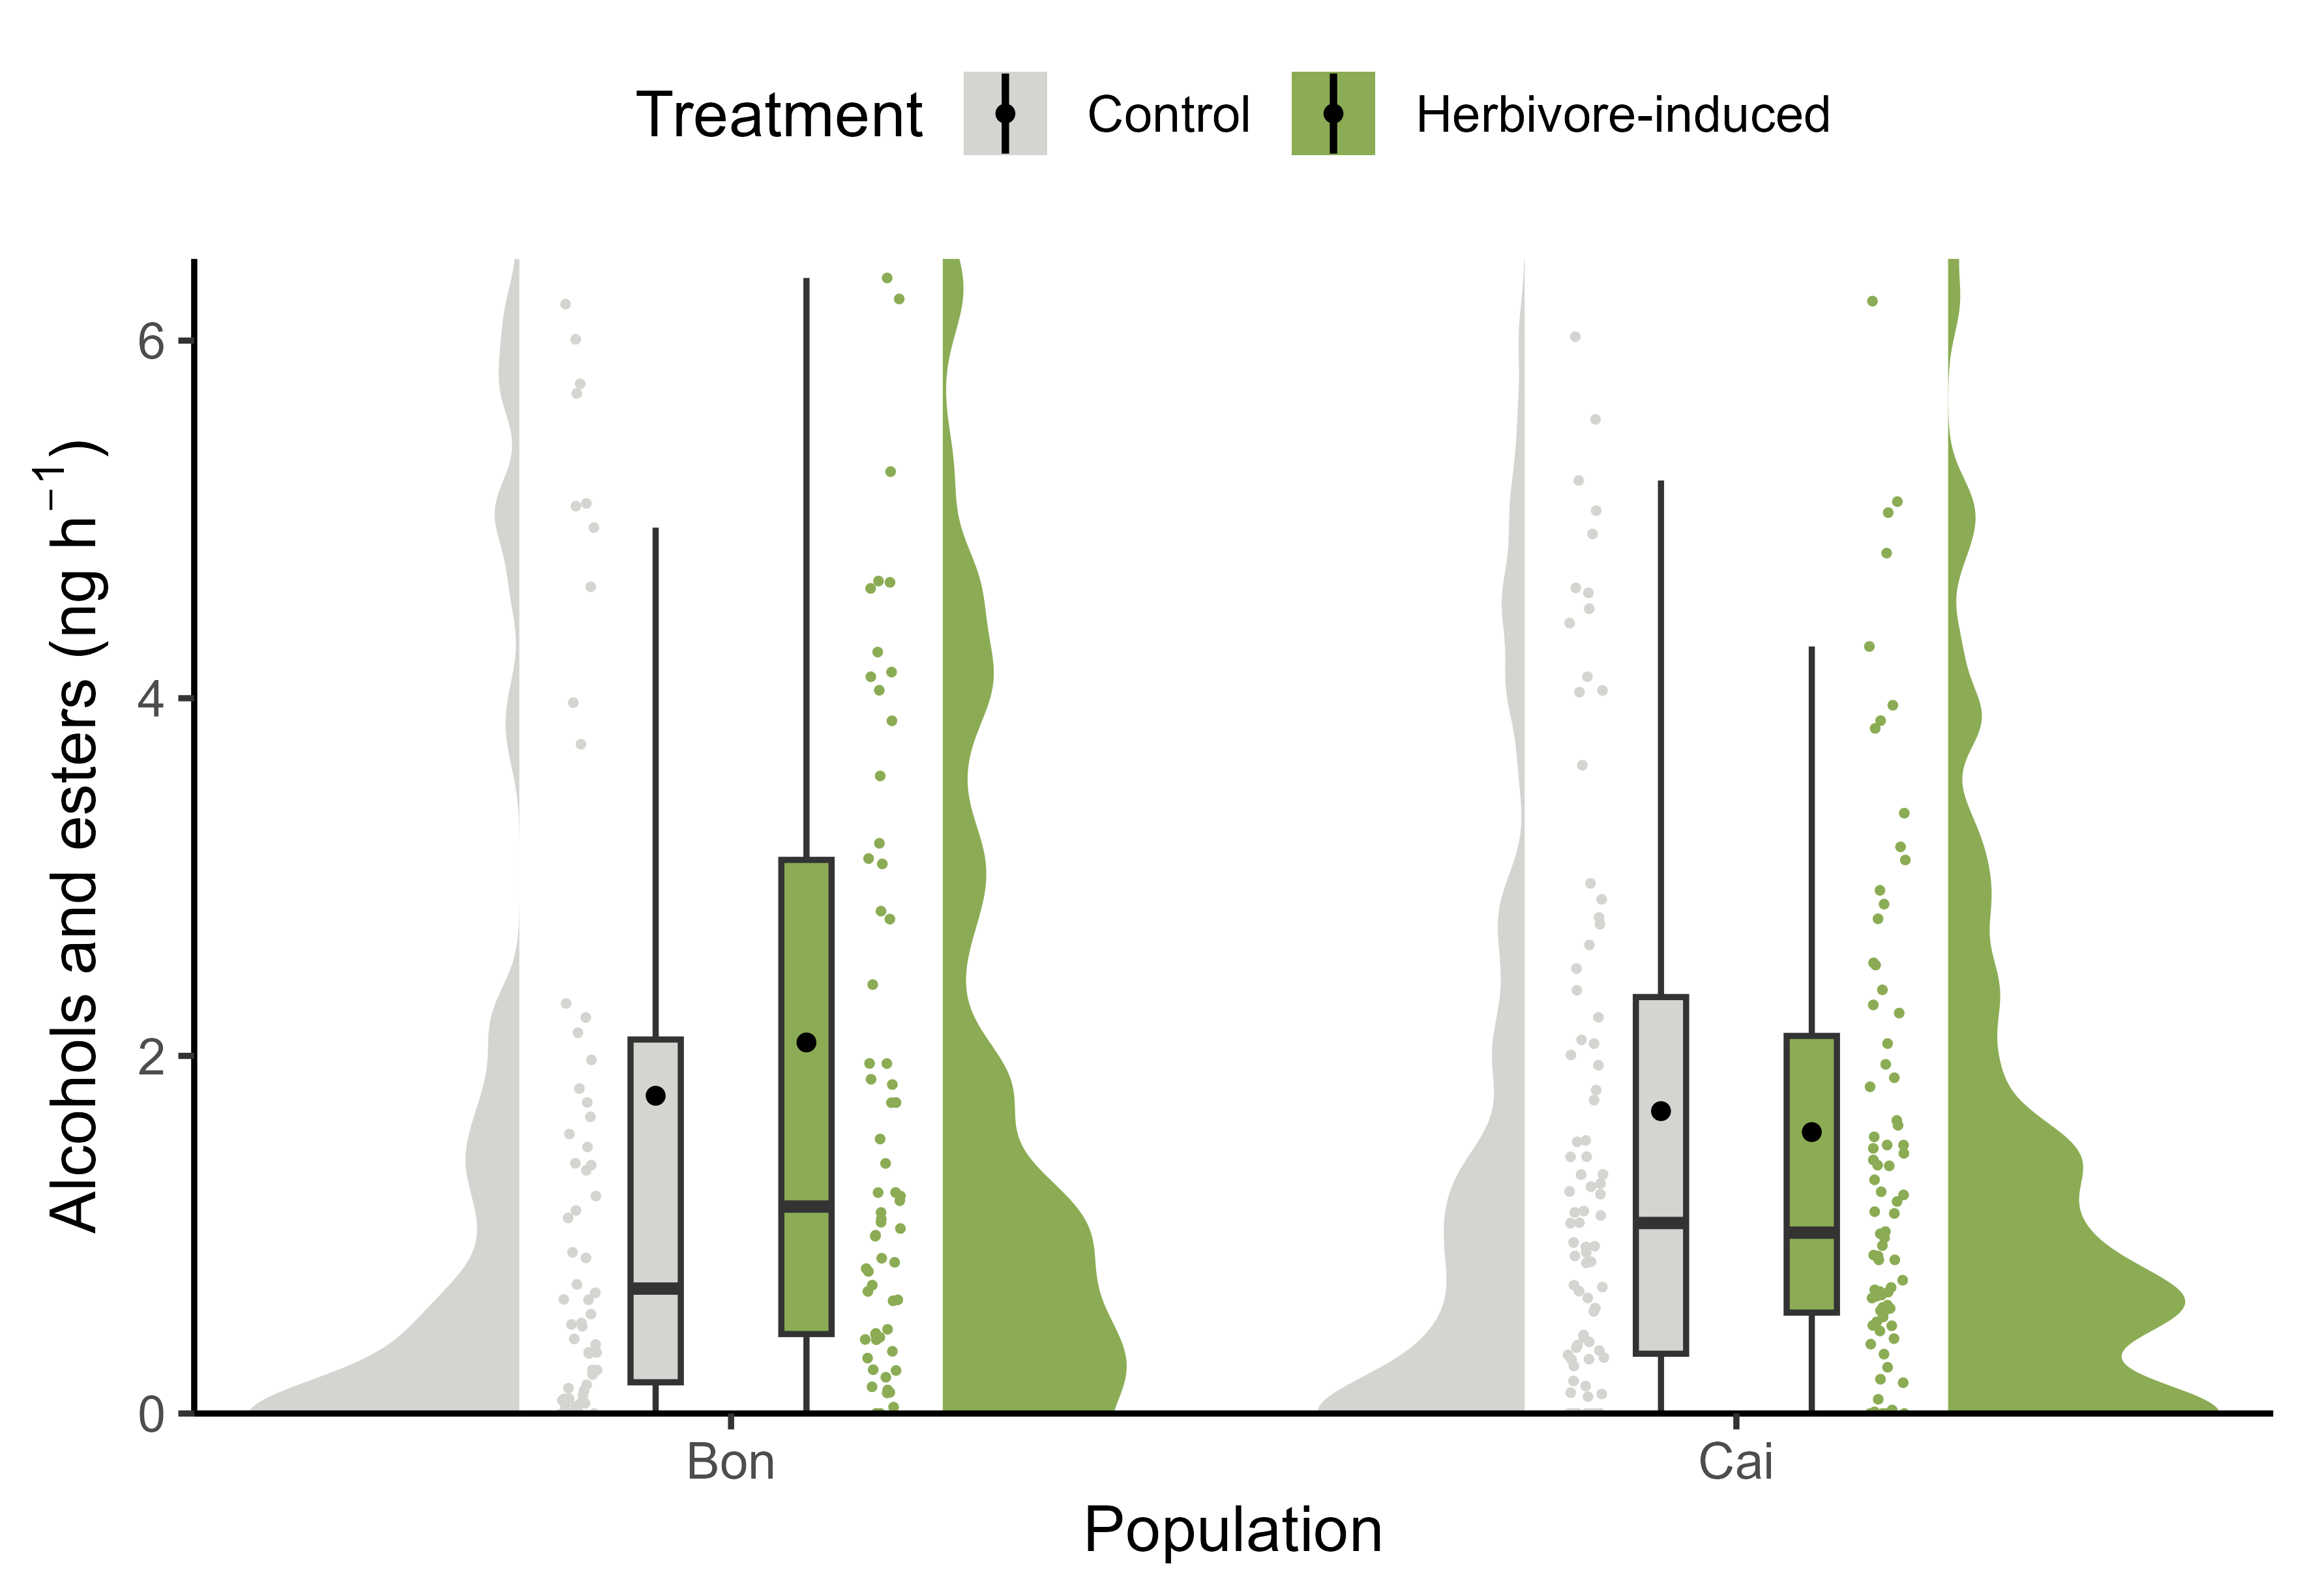 Treatment Control Herbivore-induced
Alcohols and esters (ng h⁻¹)
6
4
2
0
Bon Cai
Population